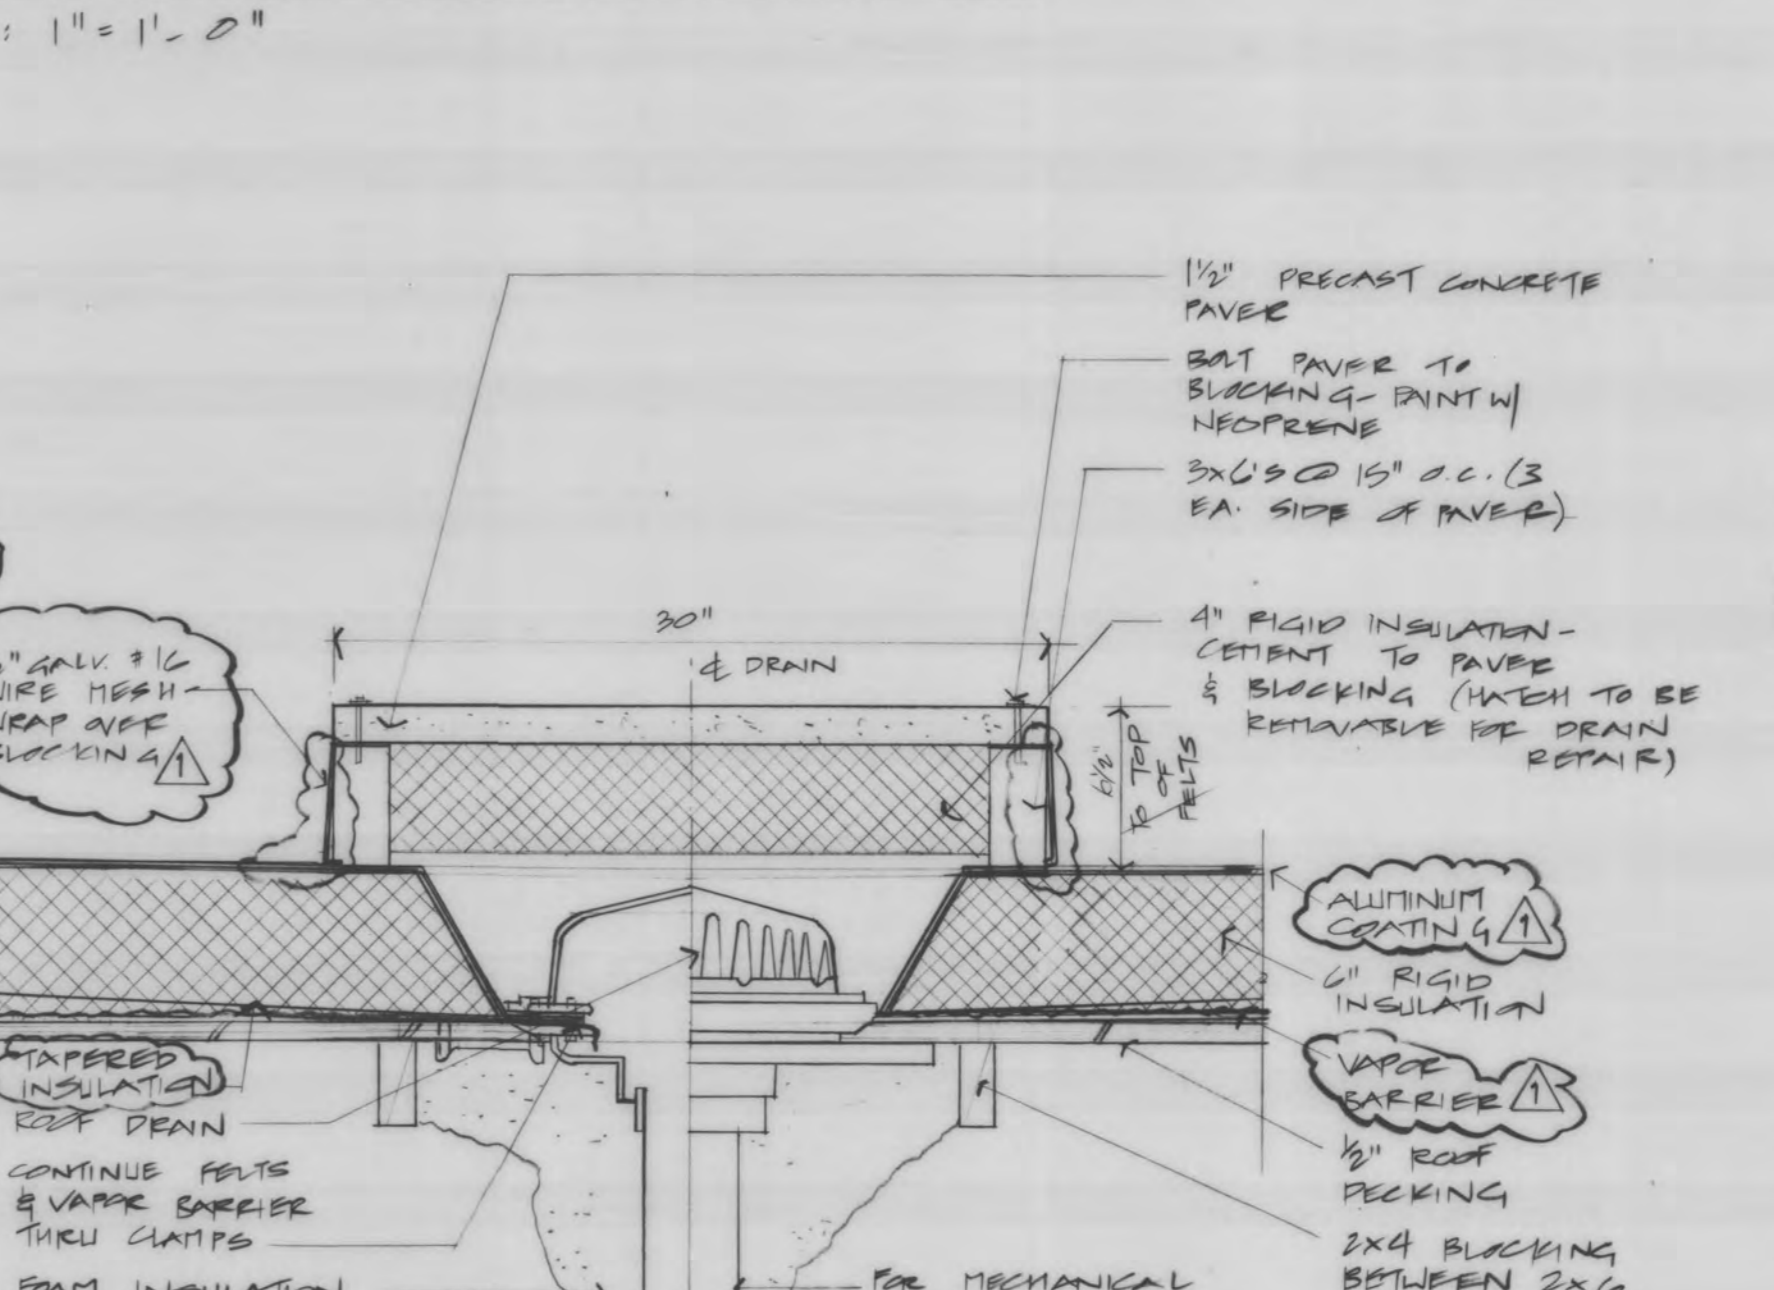 : 1" = 1'- 0"
1½" PRECAST CONCRETE
PAVER
BOLT PAVER TO
BLOCKING- PAINT W/
NEOPRENE
3x6'S @ 15" O.C. (3
EA. SIDE OF PAVER)
30"
℄ DRAIN
4" RIGID INSULATION-
CEMENT TO PAVER
& BLOCKING (HATCH TO BE
REMOVABLE FOR DRAIN
REPAIR)
" GALV. #16
WIRE MESH-
WRAP OVER
BLOCKING 1
6½"
TO TOP
OF
FELTS
ALUMINUM
COATING 1
6" RIGID
INSULATION
VAPOR
BARRIER 1
½" ROOF
DECKING
2x4 BLOCKING
BETWEEN 2x6
TAPERED
INSULATION
ROOF DRAIN
CONTINUE FELTS
& VAPOR BARRIER
THRU CLAMPS
FOAM INSULATION
FOR MECHANICAL